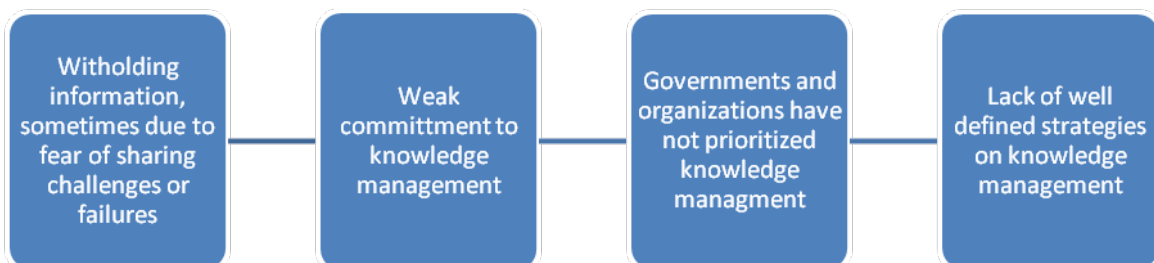 Witholding
information,
sometimes due to
fear of sharing
challenges or
failures
Weak
committment to
knowledge
management
Governments and
organizations have
not prioritized
knowledge
managment
Lack of well
defined strategies
on knowledge
management